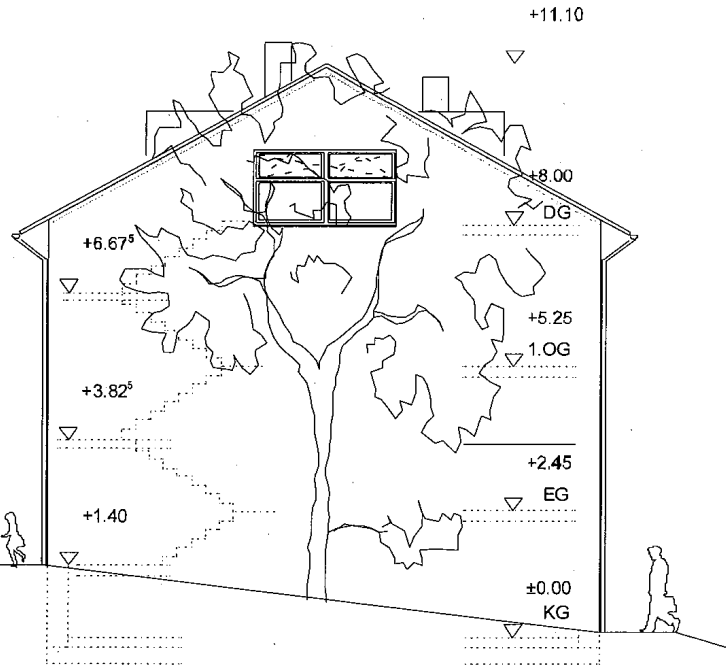 +11.10
+8.00
DG
+6.67⁵
+5.25
1.OG
+3.82⁵
+2.45
EG
+1.40
±0.00
KG